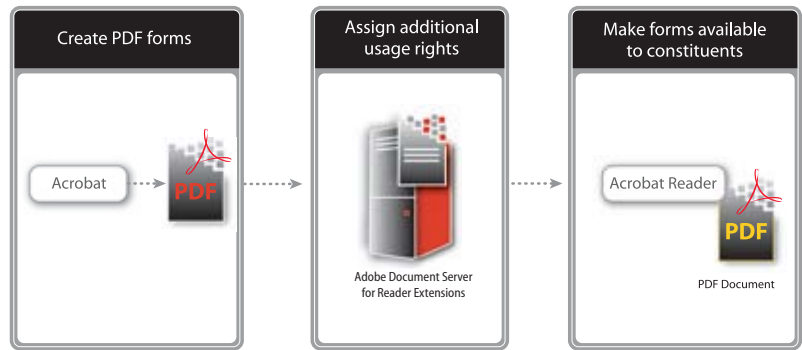 Create PDF forms
Acrobat
PDF
Assign additional
usage rights
Adobe Document Server
for Reader Extensions
Make forms available
to constituents
Acrobat Reader
PDF
PDF Document